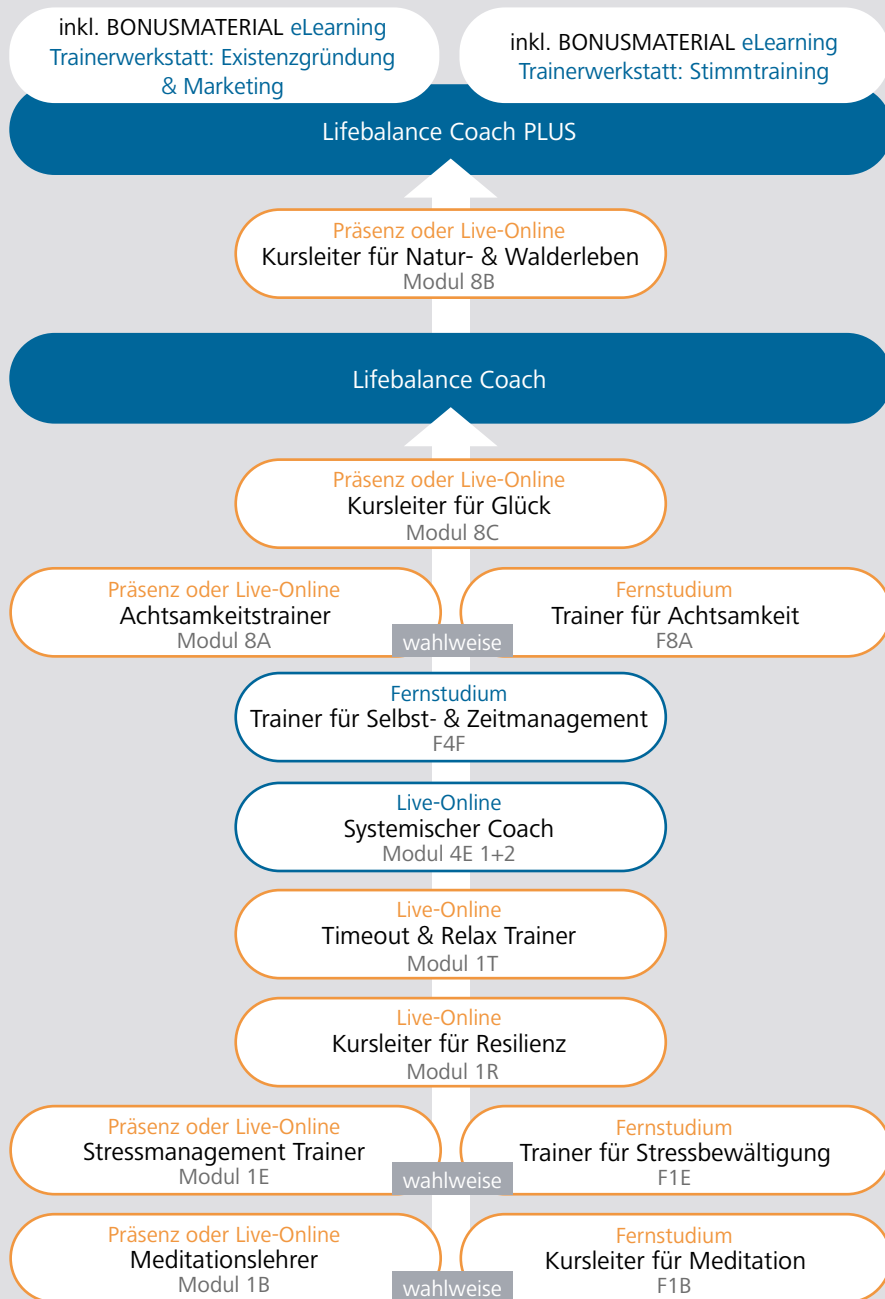 inkl. BONUSMATERIAL eLearning
Trainerwerkstatt: Existenzgründung
& Marketing
inkl. BONUSMATERIAL eLearning
Trainerwerkstatt: Stimmtraining
Lifebalance Coach PLUS
Präsenz oder Live-Online
Kursleiter für Natur- & Walderleben
Modul 8B
Lifebalance Coach
Präsenz oder Live-Online
Kursleiter für Glück
Modul 8C
Präsenz oder Live-Online
Achtsamkeitstrainer
Modul 8A
wahlweise
Fernstudium
Trainer für Achtsamkeit
F8A
Fernstudium
Trainer für Selbst- & Zeitmanagement
F4F
Live-Online
Systemischer Coach
Modul 4E 1+2
Live-Online
Timeout & Relax Trainer
Modul 1T
Live-Online
Kursleiter für Resilienz
Modul 1R
Präsenz oder Live-Online
Stressmanagement Trainer
Modul 1E
wahlweise
Fernstudium
Trainer für Stressbewältigung
F1E
Präsenz oder Live-Online
Meditationslehrer
Modul 1B
wahlweise
Fernstudium
Kursleiter für Meditation
F1B